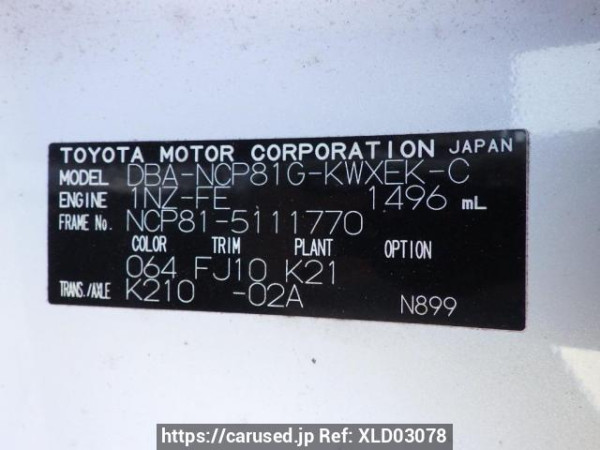 TOYOTA MOTOR CORPORATION JAPAN
MODEL DBA-NCP81G-KWXEK-C
ENGINE 1NZ-FE 1496 mL
FRAME No. NCP81-5111770
COLOR TRIM PLANT OPTION
064 FJ10 K21
TRANS./AXLE K210 -02A
N899
https://carused.jp Ref: XLD03078